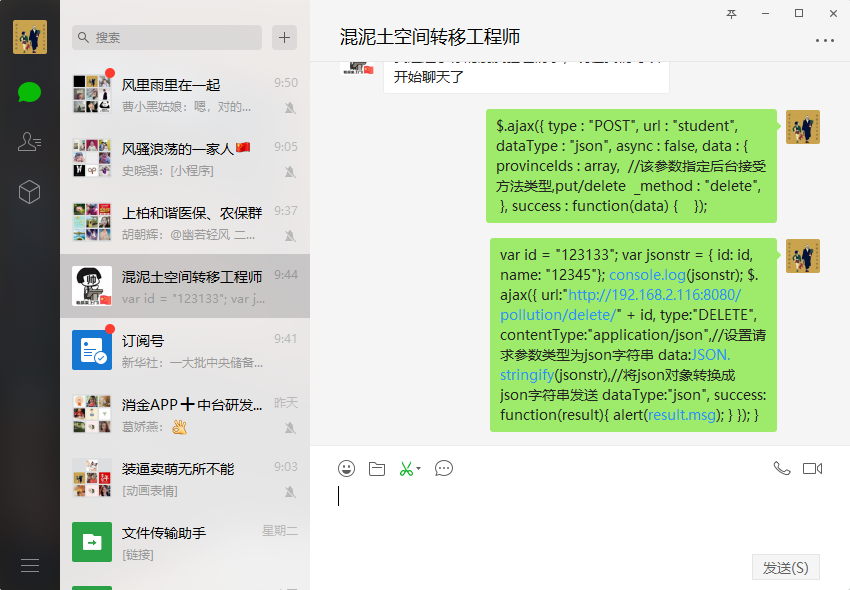 搜索
风里雨里在一起 9:50
曹小黑姑娘：嗯，对的...
风骚浪荡的一家人🇨🇳 9:05
史晓强：[小程序]
上柏和谐医保、农保群 9:37
胡朝辉：@幽若轻风 二...
混泥土空间转移工程师 9:44
var id = "123133"; var j...
订阅号 9:41
新华社：一大批中央储备...
消金APP➕中台研发... 昨天
葛娇燕：👌
装逼卖萌无所不能 9:03
[动画表情]
文件传输助手 星期二
[链接]
混泥土空间转移工程师
开始聊天了
$.ajax({ type : "POST", url : "student",
dataType : "json", async : false, data : {
provinceIds : array,  //该参数指定后台接受
方法类型,put/delete  _method : "delete",
 }, success : function(data) {    });
var id = "123133"; var jsonstr = { id: id,
name: "12345"}; console.log(jsonstr); $.
ajax({ url:"http://192.168.2.116:8080/
pollution/delete/" + id, type:"DELETE",
contentType:"application/json",//设置请
求参数类型为json字符串 data:JSON.
stringify(jsonstr),//将json对象转换成
json字符串发送 dataType:"json", success:
function(result){ alert(result.msg); } }); }
发送(S)